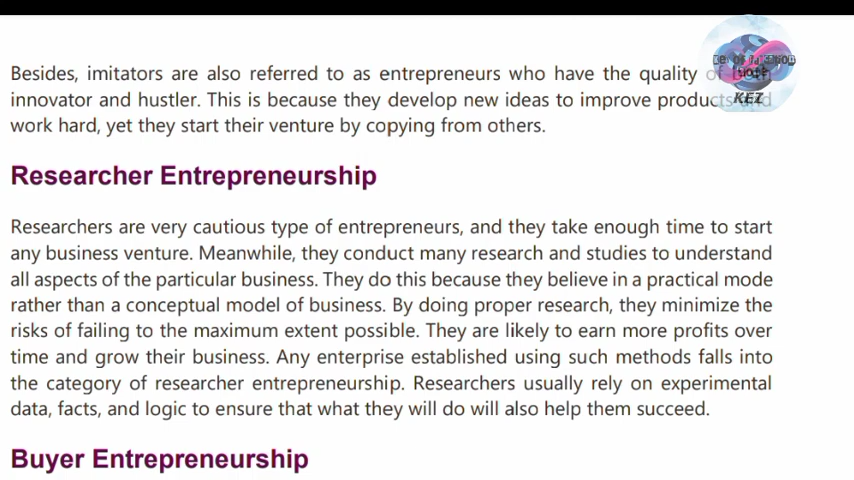 Besides, imitators are also referred to as entrepreneurs who have the quality of
innovator and hustler. This is because they develop new ideas to improve products and
work hard, yet they start their venture by copying from others.
Researcher Entrepreneurship
Researchers are very cautious type of entrepreneurs, and they take enough time to start
any business venture. Meanwhile, they conduct many research and studies to understand
all aspects of the particular business. They do this because they believe in a practical mode
rather than a conceptual model of business. By doing proper research, they minimize the
risks of failing to the maximum extent possible. They are likely to earn more profits over
time and grow their business. Any enterprise established using such methods falls into
the category of researcher entrepreneurship. Researchers usually rely on experimental
data, facts, and logic to ensure that what they will do will also help them succeed.
Buyer Entrepreneurship
KEZ